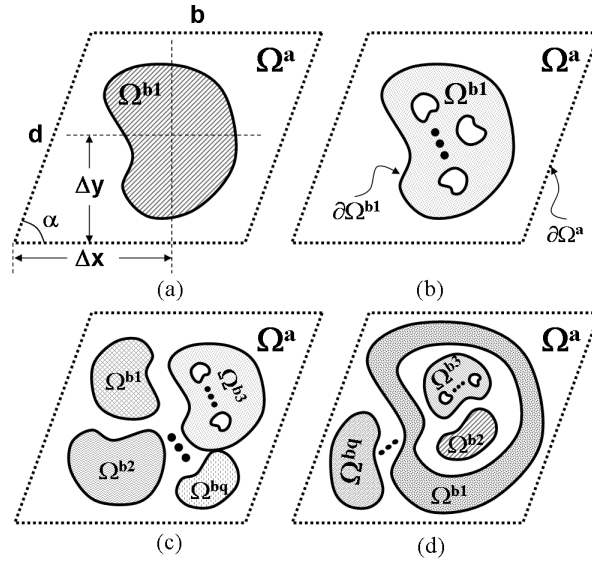 b
Ωᵃ
Ωᵇ¹
d
Δy
α
Δx
(a)
Ωᵃ
Ωᵇ¹
∂Ωᵇ¹
∂Ωᵃ
(b)
Ωᵃ
Ωᵇ¹
Ωᵇ³
Ωᵇ²
Ωᵇq
(c)
Ωᵃ
Ωᵇ³
Ωᵇ²
Ωᵇq
Ωᵇ¹
(d)